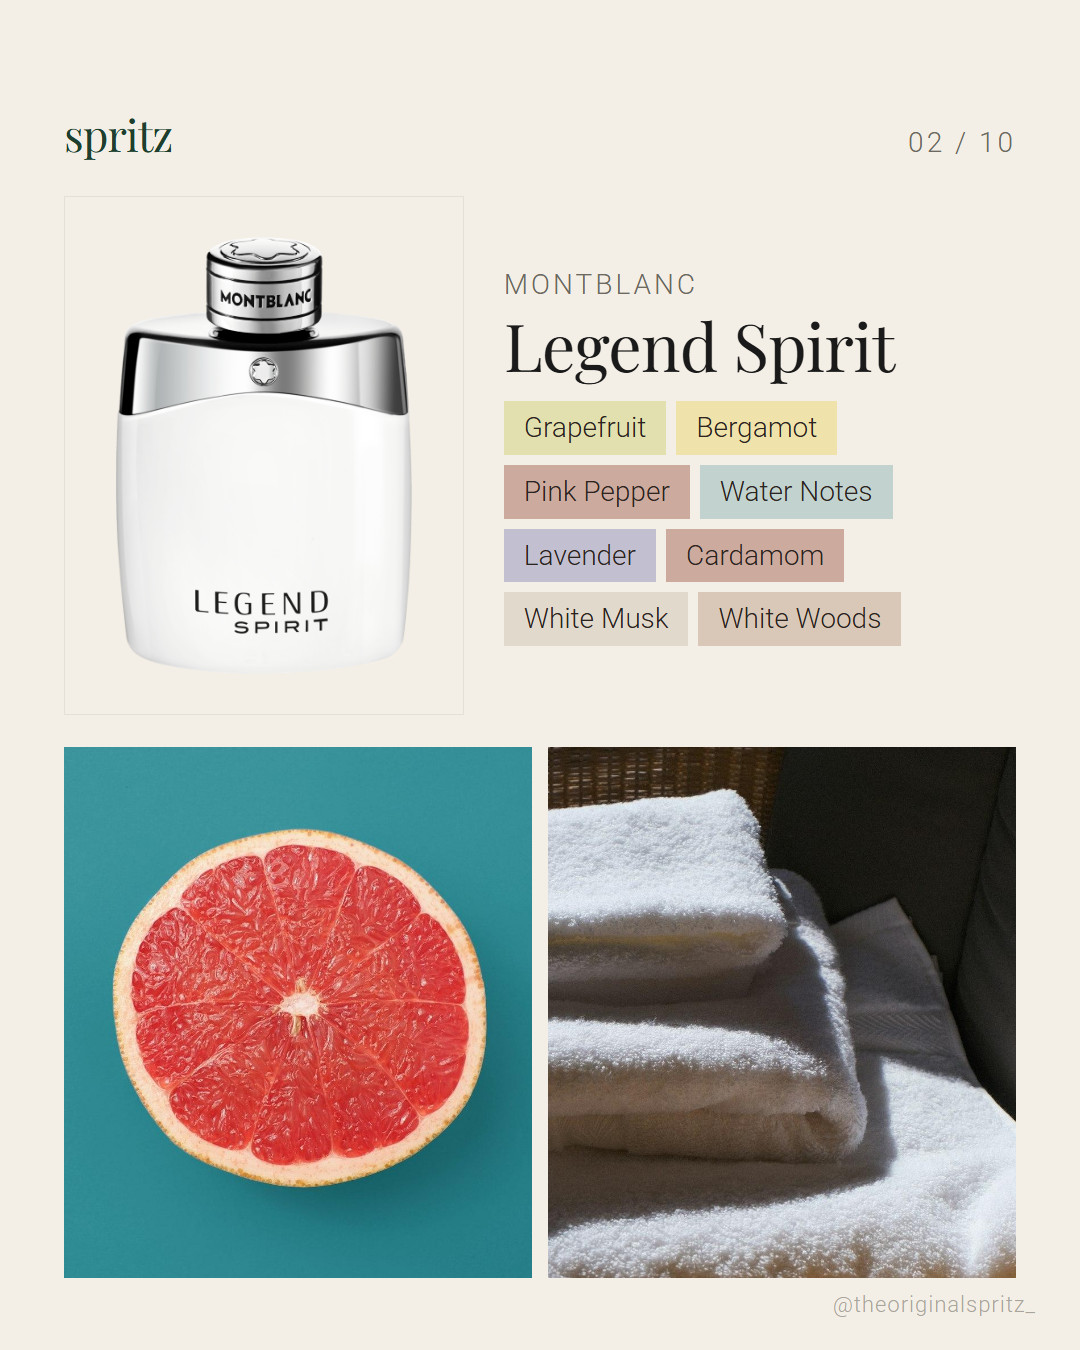 spritz
02 / 10
MONTBLANC
LEGEND
SPIRIT
MONTBLANC
Legend Spirit
Grapefruit Bergamot
Pink Pepper Water Notes
Lavender Cardamom
White Musk White Woods
@theoriginalspritz_